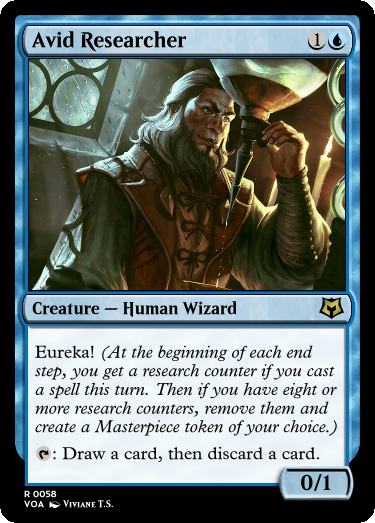 Avid Researcher 1
Creature — Human Wizard
Eureka! (At the beginning of each end
step, you get a research counter if you cast
a spell this turn. Then if you have eight or
more research counters, remove them and
create a Masterpiece token of your choice.)
: Draw a card, then discard a card.
0/1
R 0058
VOA Viviane T.S.